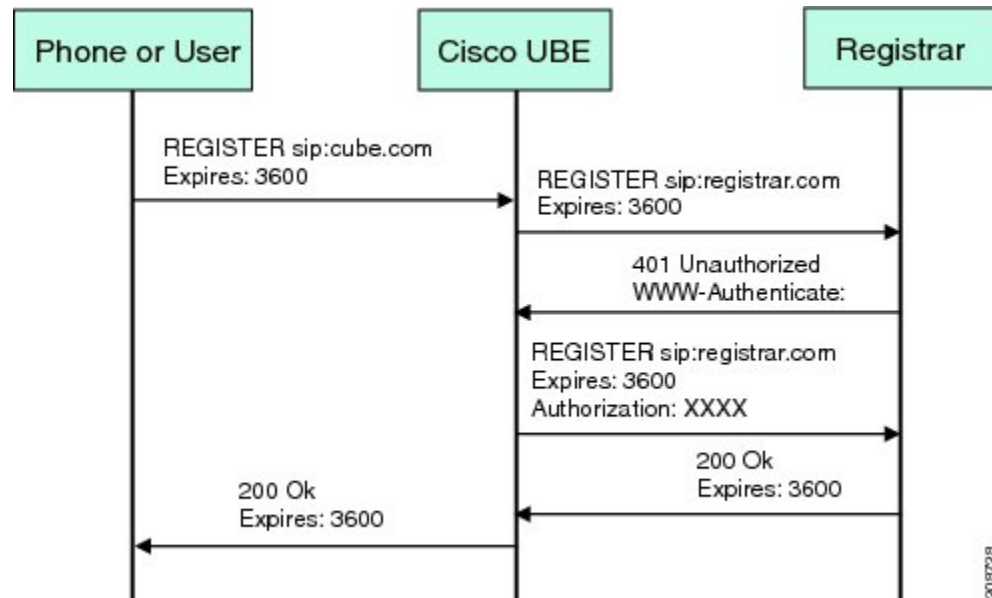 Phone or User
Cisco UBE
Registrar
REGISTER sip:cube.com
Expires: 3600
REGISTER sip:registrar.com
Expires: 3600
401 Unauthorized
WWW-Authenticate:
REGISTER sip:registrar.com
Expires: 3600
Authorization: XXXX
200 Ok
Expires: 3600
200 Ok
Expires: 3600